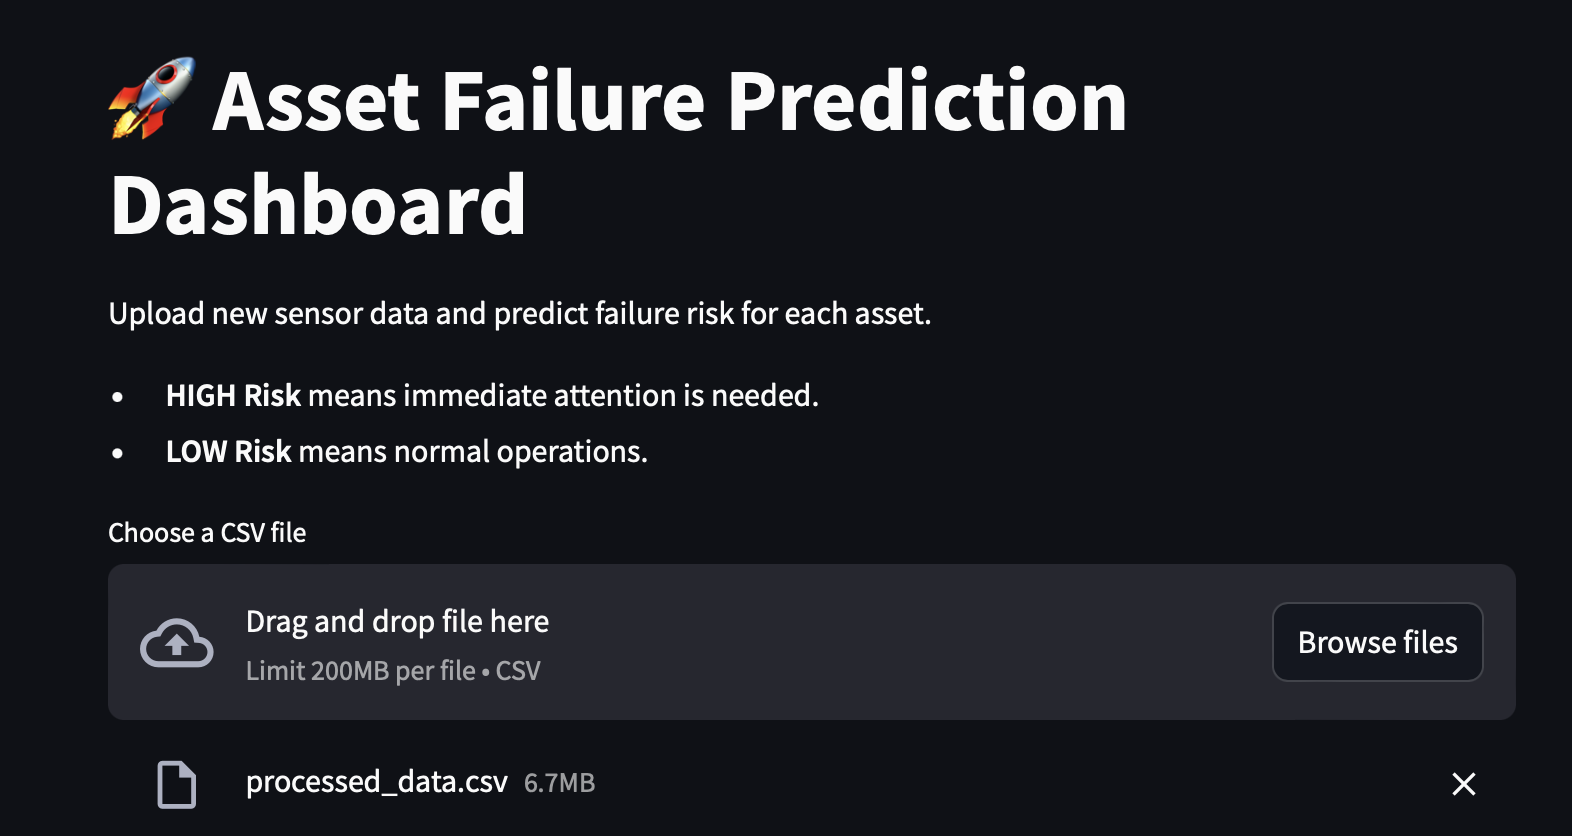 🚀 Asset Failure Prediction
Dashboard
Upload new sensor data and predict failure risk for each asset.
• HIGH Risk means immediate attention is needed.
• LOW Risk means normal operations.
Choose a CSV file
Drag and drop file here
Limit 200MB per file • CSV
Browse files
processed_data.csv 6.7MB